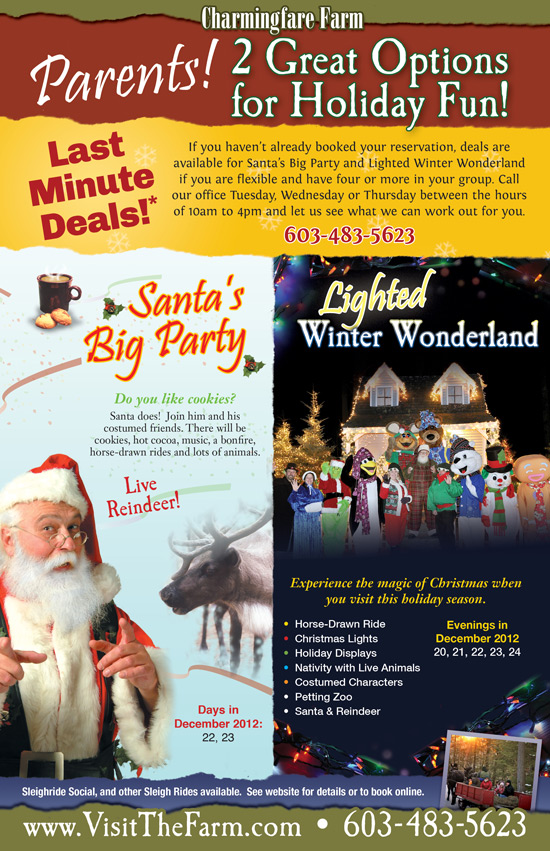 Charmingfare Farm
Parents!
2 Great Options
for Holiday Fun!
Last
Minute
Deals!*
If you haven't already booked your reservation, deals are
available for Santa's Big Party and Lighted Winter Wonderland
if you are flexible and have four or more in your group. Call
our office Tuesday, Wednesday or Thursday between the hours
of 10am to 4pm and let us see what we can work out for you.
603-483-5623
Santa's
Big Party
Do you like cookies?
Santa does! Join him and his
costumed friends. There will be
cookies, hot cocoa, music, a bonfire,
horse-drawn rides and lots of animals.
Live
Reindeer!
Days in
December 2012:
22, 23
Lighted
Winter Wonderland
Experience the magic of Christmas when
you visit this holiday season.
• Horse-Drawn Ride
• Christmas Lights
• Holiday Displays
• Nativity with Live Animals
• Costumed Characters
• Petting Zoo
• Santa & Reindeer
Evenings in
December 2012
20, 21, 22, 23, 24
Sleighride Social, and other Sleigh Rides available. See website for details or to book online.
www.VisitTheFarm.com • 603-483-5623